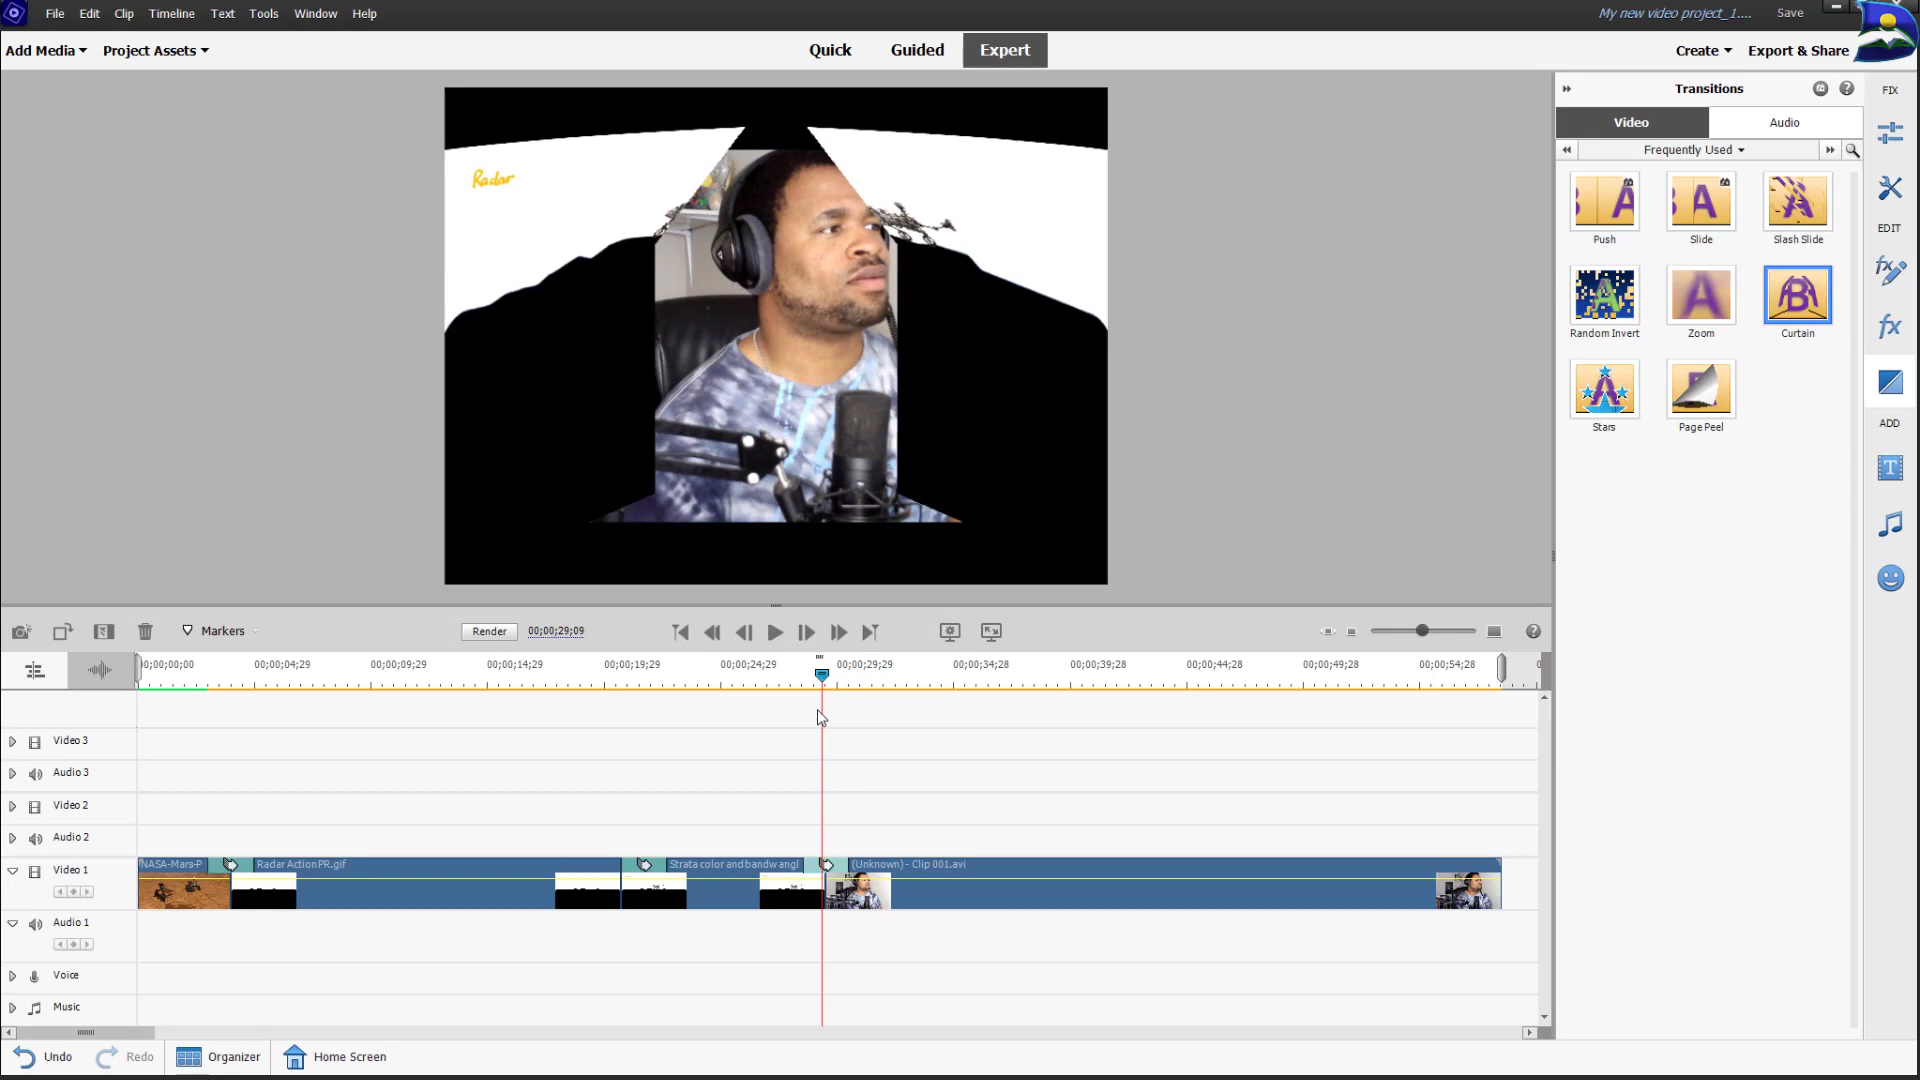 File Edit Clip Timeline Text Tools Window Help My new video project_1.... Save
Add Media Project Assets Quick Guided Expert Create Export & Share
Transitions
FIX
Video Audio
Frequently Used
Push Slide Slash Slide
EDIT
Random Invert Zoom Curtain
Stars Page Peel
ADD
Radar
Markers Render 00;00;29;09
00;00;00;00 00;00;04;29 00;00;09;29 00;00;14;29 00;00;19;29 00;00;24;29 00;00;29;29 00;00;34;28 00;00;39;28 00;00;44;28 00;00;49;28 00;00;54;28
Video 3
Audio 3
Video 2
Audio 2
Video 1 NASA-Mars-P Radar Action PR.gif Strata color and bandw angl (Unknown) - Clip 001.avi
Audio 1
Voice
Music
Undo Redo Organizer Home Screen